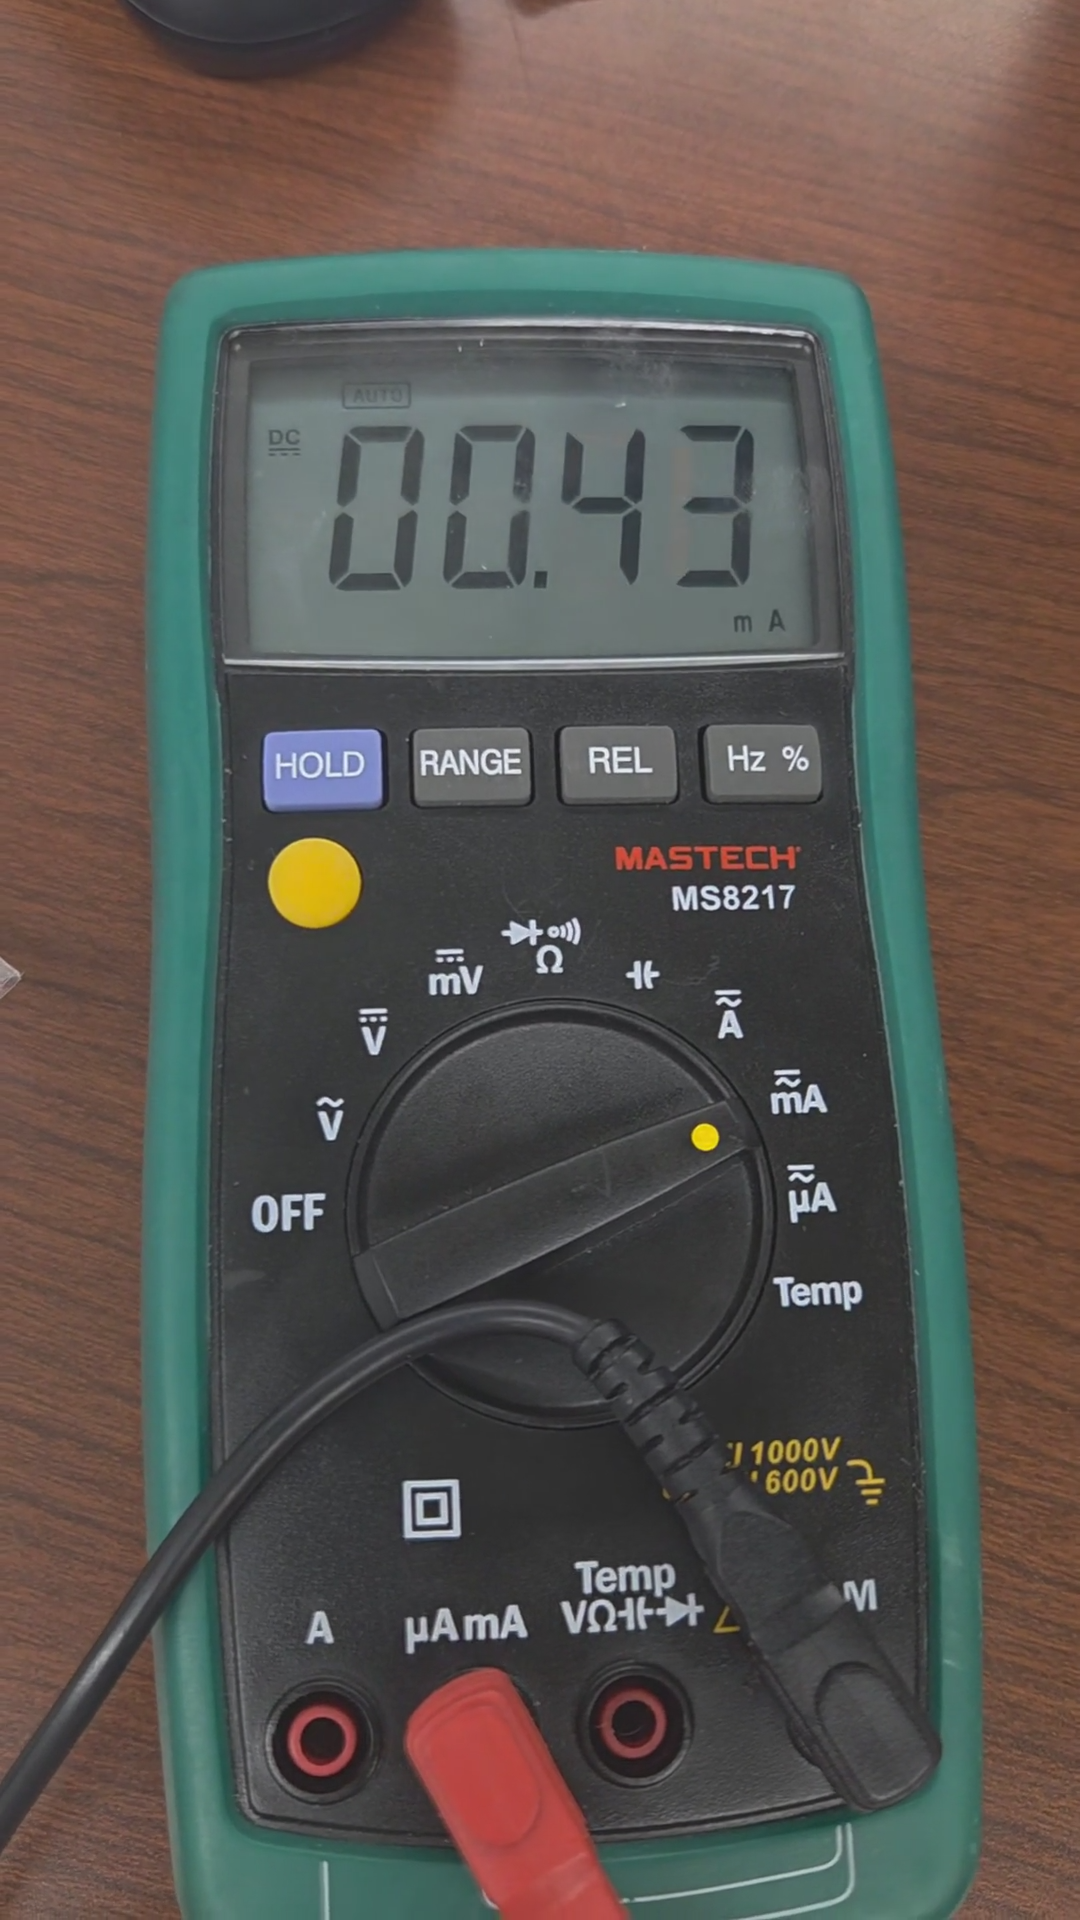 AUTO
DC
00.43
m A
HOLD RANGE REL Hz %
MASTECH
MS8217
Ω
mV
V
A
V
mA
OFF
μA
Temp
1000V
600V
Temp
A μAmA VΩ M